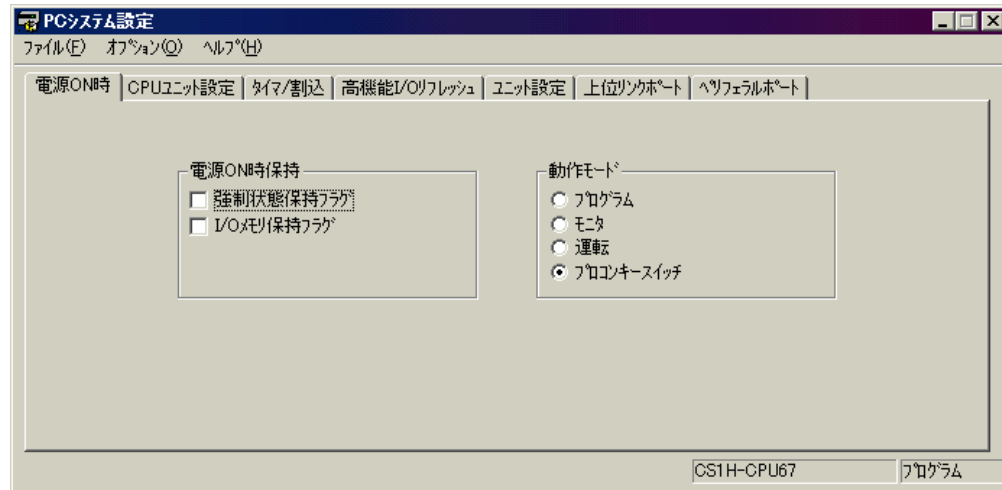 PCシステム設定
ファイル(F) オプション(O) ヘルプ(H)
電源ON時 CPUユニット設定 タイマ/割込 高機能I/Oリフレッシュ ユニット設定 上位リンクポート ペリフェラルポート
電源ON時保持
強制状態保持フラグ
I/Oメモリ保持フラグ
動作モード
プログラム
モニタ
運転
プロコンキースイッチ
CS1H-CPU67 プログラム